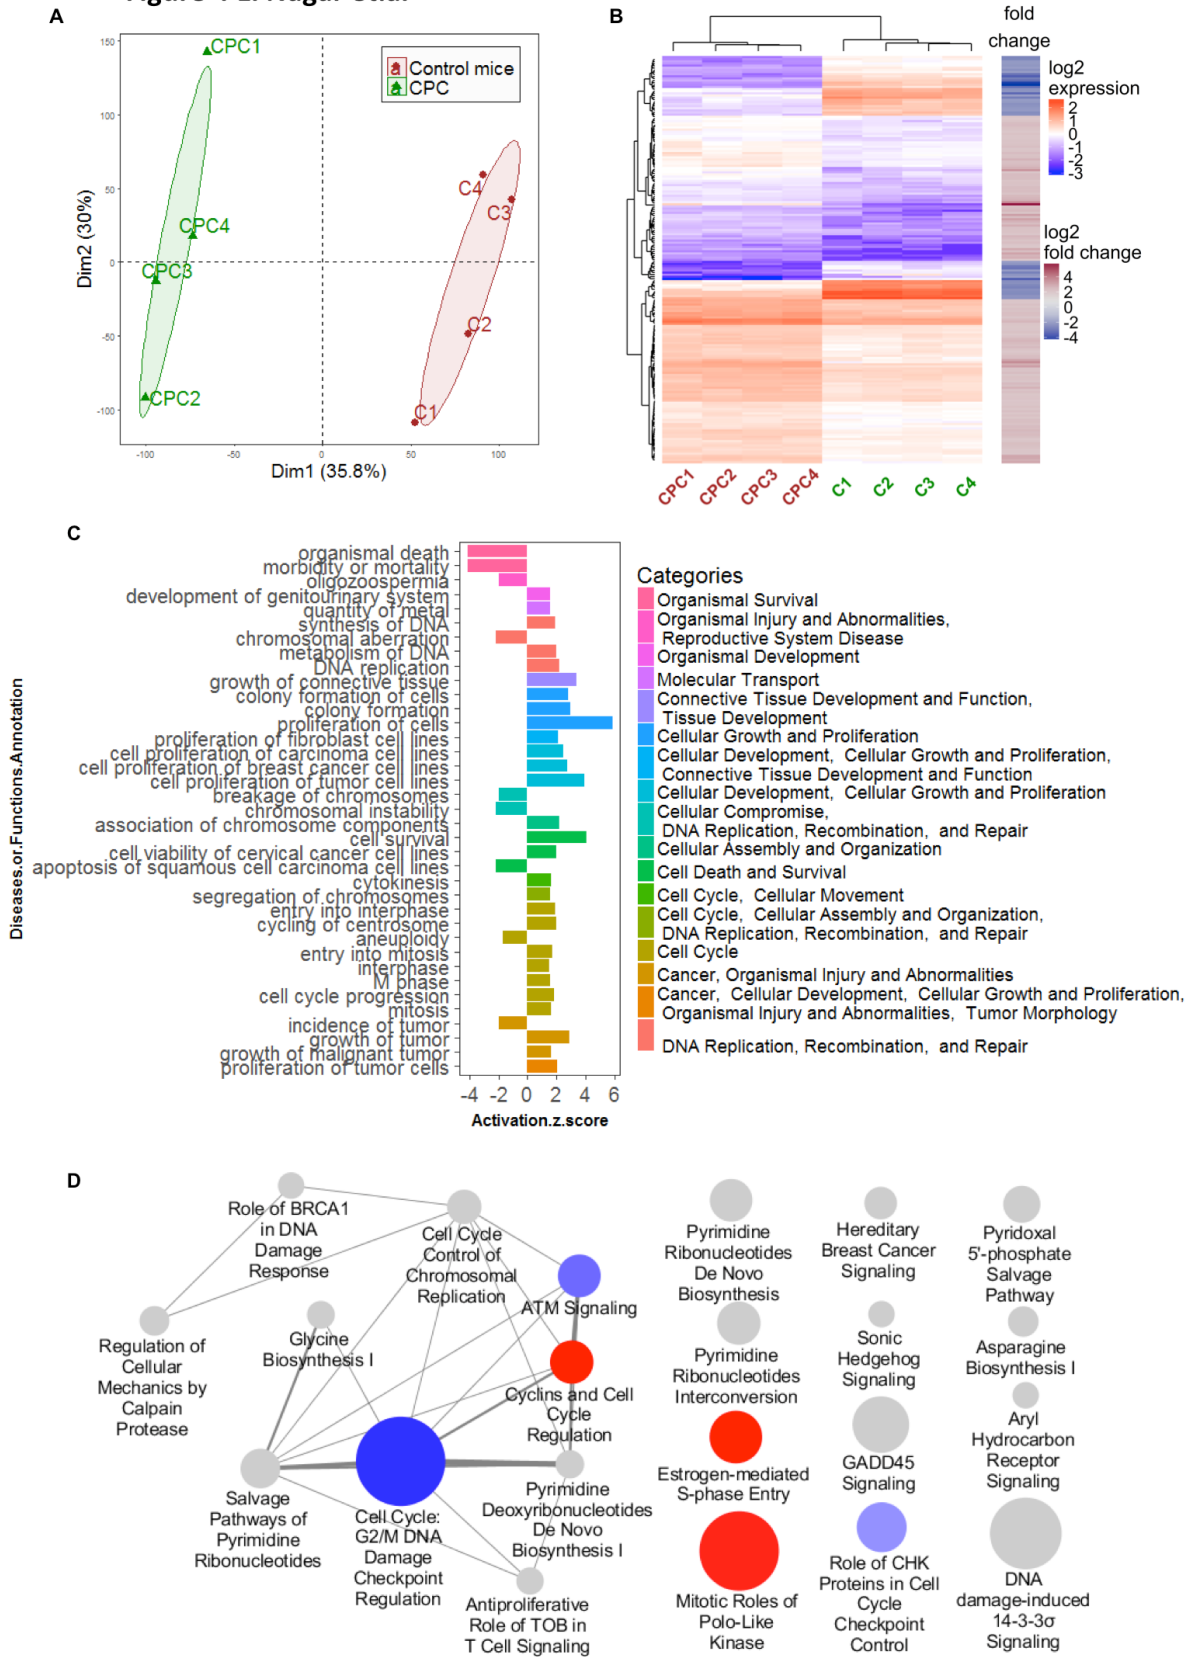 A
150
100
50
0
-50
-100
-100
-50
0
50
100
Dim2 (30%)
Dim1 (35.8%)
CPC1
CPC4
CPC3
CPC2
C4
C3
C2
C1
a Control mice
a CPC
B
fold
change
log2
expression
2
1
0
-1
-2
-3
log2
fold change
4
2
0
-2
-4
CPC1
CPC2
CPC3
CPC4
C1
C2
C3
C4
C
Diseases.or.Functions.Annotation
organismal death
morbidity or mortality
oligozoospermia
development of genitourinary system
quantity of metal
synthesis of DNA
chromosomal aberration
metabolism of DNA
DNA replication
growth of connective tissue
colony formation of cells
colony formation
proliferation of cells
proliferation of fibroblast cell lines
cell proliferation of carcinoma cell lines
cell proliferation of breast cancer cell lines
cell proliferation of tumor cell lines
breakage of chromosomes
chromosomal instability
association of chromosome components
cell survival
cell viability of cervical cancer cell lines
apoptosis of squamous cell carcinoma cell lines
cytokinesis
segregation of chromosomes
entry into interphase
cycling of centrosome
aneuploidy
entry into mitosis
interphase
M phase
cell cycle progression
mitosis
incidence of tumor
growth of tumor
growth of malignant tumor
proliferation of tumor cells
-4 -2 0 2 4 6
Activation.z.score
Categories
Organismal Survival
Organismal Injury and Abnormalities,
Reproductive System Disease
Organismal Development
Molecular Transport
Connective Tissue Development and Function,
Tissue Development
Cellular Growth and Proliferation
Cellular Development, Cellular Growth and Proliferation,
Connective Tissue Development and Function
Cellular Development, Cellular Growth and Proliferation
Cellular Compromise,
DNA Replication, Recombination, and Repair
Cellular Assembly and Organization
Cell Death and Survival
Cell Cycle, Cellular Movement
Cell Cycle, Cellular Assembly and Organization,
DNA Replication, Recombination, and Repair
Cell Cycle
Cancer, Organismal Injury and Abnormalities
Cancer, Cellular Development, Cellular Growth and Proliferation,
Organismal Injury and Abnormalities, Tumor Morphology
DNA Replication, Recombination, and Repair
D
Role of BRCA1
in DNA
Damage
Response
Cell Cycle
Control of
Chromosomal
Replication
ATM Signaling
Regulation of
Cellular
Mechanics by
Calpain
Protease
Glycine
Biosynthesis I
Cyclins and Cell
Cycle
Regulation
Salvage
Pathways of
Pyrimidine
Ribonucleotides
Cell Cycle:
G2/M DNA
Damage
Checkpoint
Regulation
Pyrimidine
Deoxyribonucleotides
De Novo
Biosynthesis I
Antiproliferative
Role of TOB in
T Cell Signaling
Pyrimidine
Ribonucleotides
De Novo
Biosynthesis
Hereditary
Breast Cancer
Signaling
Pyridoxal
5'-phosphate
Salvage
Pathway
Pyrimidine
Ribonucleotides
Interconversion
Sonic
Hedgehog
Signaling
Asparagine
Biosynthesis I
Estrogen-mediated
S-phase Entry
GADD45
Signaling
Aryl
Hydrocarbon
Receptor
Signaling
Mitotic Roles of
Polo-Like
Kinase
Role of CHK
Proteins in Cell
Cycle
Checkpoint
Control
DNA
damage-induced
14-3-3σ
Signaling